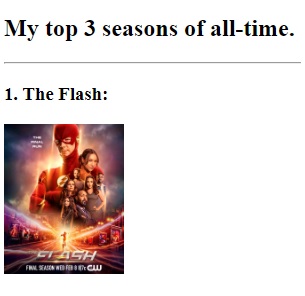 My top 3 seasons of all-time.
1. The Flash:
THE
FINAL
RUN
FLASH
FINAL SEASON WED FEB 8 8/7c CW